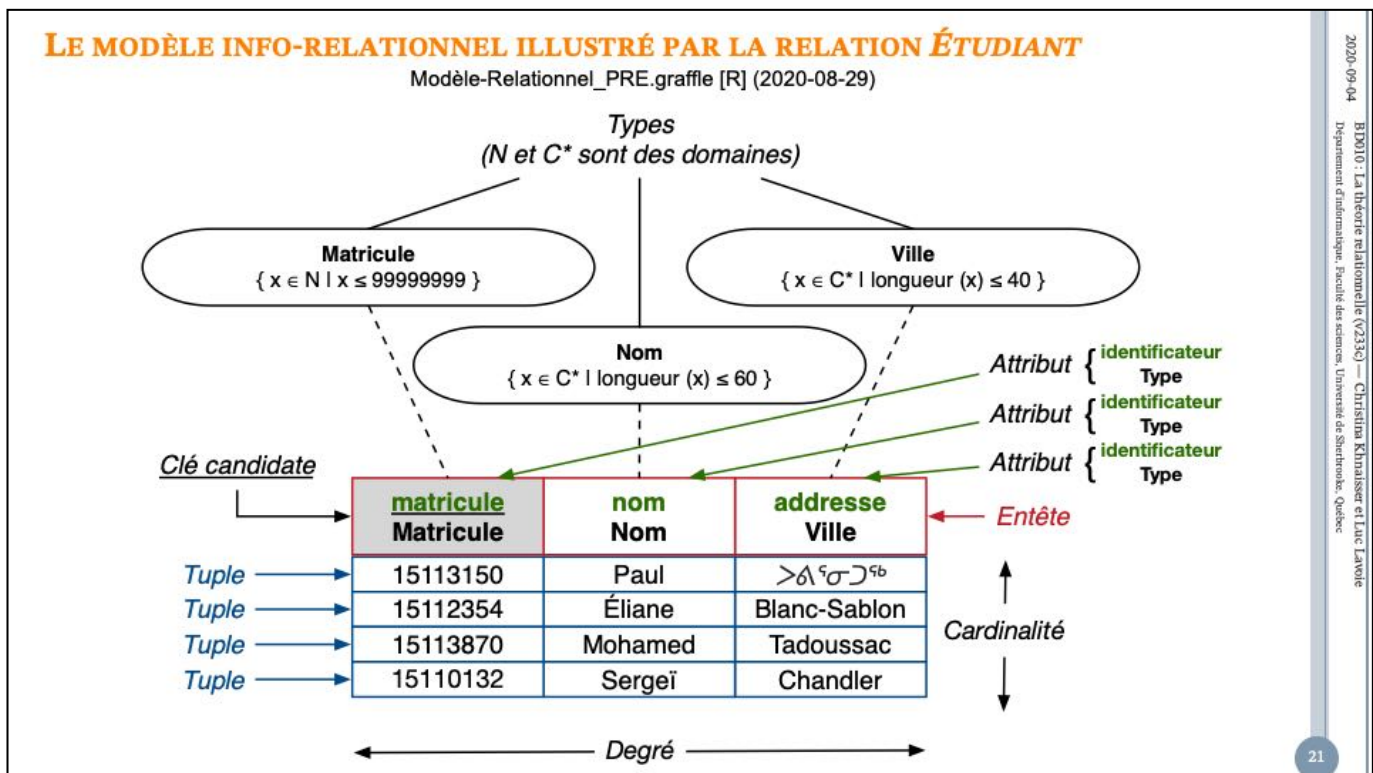 LE MODÈLE INFO-RELATIONNEL ILLUSTRÉ PAR LA RELATION ÉTUDIANT
Modèle-Relationnel_PRE.graffle [R] (2020-08-29)
Types
(N et C* sont des domaines)
Matricule
{ x ∈ N | x ≤ 99999999 }
Ville
{ x ∈ C* | longueur (x) ≤ 40 }
Nom
{ x ∈ C* | longueur (x) ≤ 60 }
Attribut { identificateur
Type
Attribut { identificateur
Type
Attribut { identificateur
Type
Clé candidate
matricule nom addresse
Matricule Nom Ville
Entête
Tuple 15113150 Paul ᐳᕕᕐᓂᑐᖅ
Tuple 15112354 Éliane Blanc-Sablon
Tuple 15113870 Mohamed Tadoussac
Tuple 15110132 Sergeï Chandler
Cardinalité
Degré
2020-09-04
BD010 : La théorie relationnelle (v233c) — Christina Khnaisser et Luc Lavoie
Département d'informatique, Faculté des sciences, Université de Sherbrooke, Québec
21